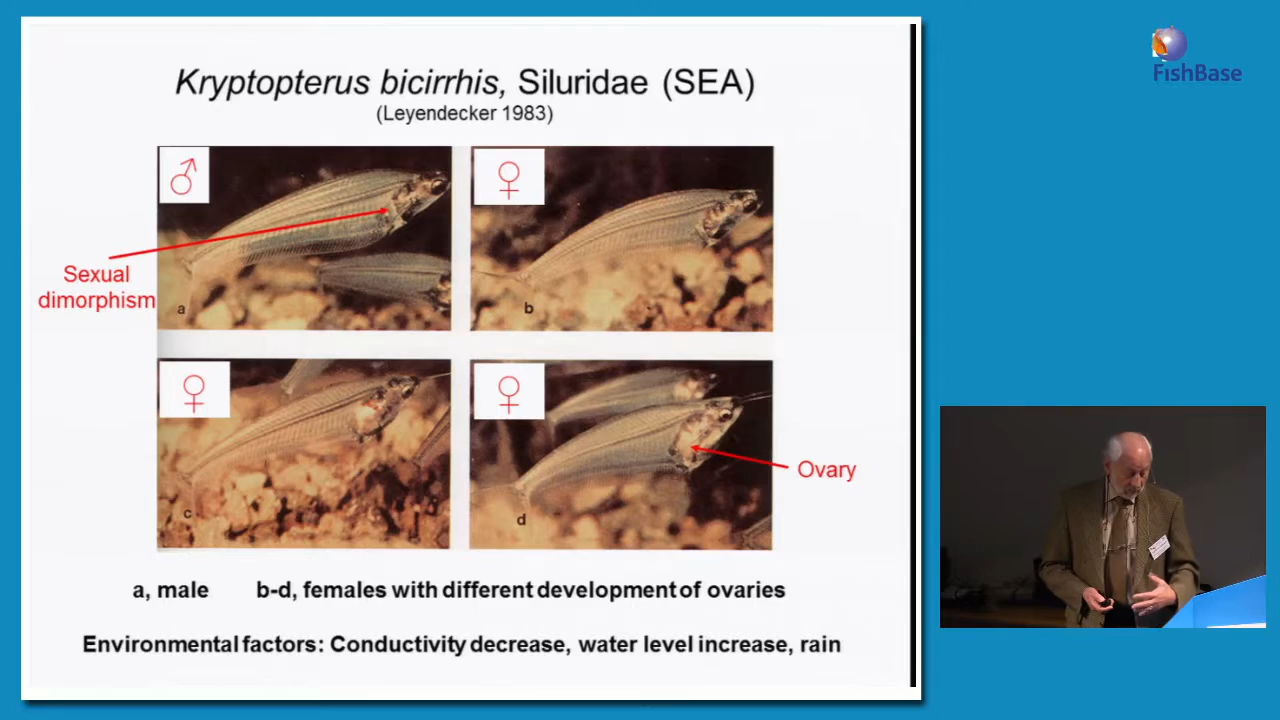 FishBase
Kryptopterus bicirrhis, Siluridae (SEA)
(Leyendecker 1983)
♂
♀
Sexual
dimorphism
a
b
♀
♀
Ovary
c
d
a, male b-d, females with different development of ovaries
Environmental factors: Conductivity decrease, water level increase, rain